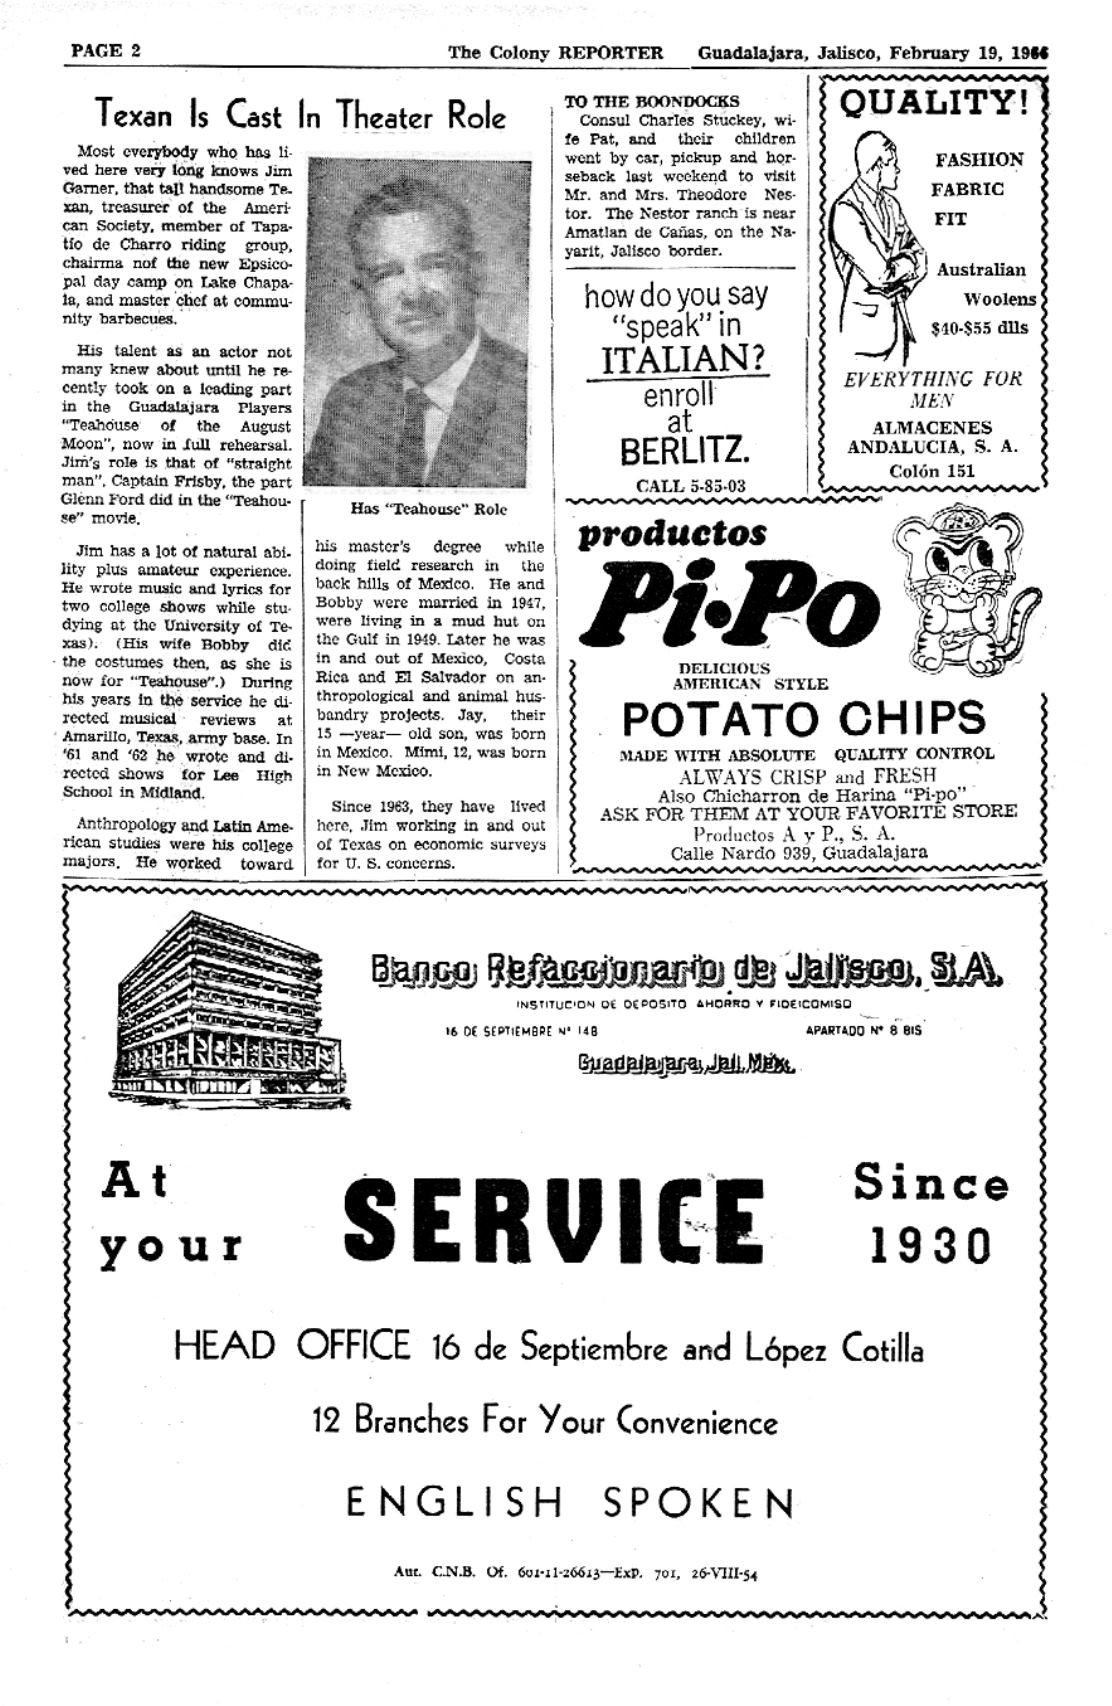 PAGE 2
The Colony REPORTER
Guadalajara, Jalisco, February 19, 1966
Texan Is Cast In Theater Role
Most everybody who has li-
ved here very long knows Jim
Garner, that tall handsome Te-
xan, treasurer of the Ameri-
can Society, member of Tapa-
tío de Charro riding group,
chairma nof the new Epsico-
pal day camp on Lake Chapa-
la, and master chef at commu-
nity barbecues.
His talent as an actor not
many knew about until he re-
cently took on a leading part
in the Guadalajara Players
"Teahouse of the August
Moon", now in full rehearsal.
Jim's role is that of "straight
man", Captain Frisby, the part
Glenn Ford did in the "Teahou-
se" movie.
Jim has a lot of natural abi-
lity plus amateur experience.
He wrote music and lyrics for
two college shows while stu-
dying at the University of Te-
xas). (His wife Bobby did
the costumes then, as she is
now for "Teahouse".) During
his years in the service he di-
rected musical reviews at
Amarillo, Texas, army base. In
'61 and '62 he wrote and di-
rected shows for Lee High
School in Midland.
Anthropology and Latin Ame-
rican studies were his college
majors. He worked toward
Has "Teahouse" Role
his master's degree while
doing field research in the
back hills of Mexico. He and
Bobby were married in 1947,
were living in a mud hut on
the Gulf in 1949. Later he was
in and out of Mexico, Costa
Rica and El Salvador on an-
thropological and animal hus-
bandry projects. Jay, their
15 —year— old son, was born
in Mexico. Mimi, 12, was born
in New Mexico.
Since 1963, they have lived
here, Jim working in and out
of Texas on economic surveys
for U. S. concerns.
TO THE BOONDOCKS
Consul Charles Stuckey, wi-
fe Pat, and their children
went by car, pickup and hor-
seback last weekend to visit
Mr. and Mrs. Theodore Nes-
tor. The Nestor ranch is near
Amatlan de Cañas, on the Na-
yarit, Jalisco border.
how do you say
"speak" in
ITALIAN?
enroll
at
BERLITZ.
CALL 5-85-03
QUALITY!
FASHION
FABRIC
FIT
Australian
Woolens
$40-$55 dlls
EVERYTHING FOR
MEN
ALMACENES
ANDALUCIA, S. A.
Colón 151
productos
Pi·Po
DELICIOUS
AMERICAN STYLE
POTATO CHIPS
MADE WITH ABSOLUTE QUALITY CONTROL
ALWAYS CRISP and FRESH
Also Chicharron de Harina "Pi-po"
ASK FOR THEM AT YOUR FAVORITE STORE
Productos A y P., S. A.
Calle Nardo 939, Guadalajara
Banco Refaccionario de Jalisco, S.A.
INSTITUCION DE DEPOSITO AHORRO Y FIDEICOMISO
16 DE SEPTIEMBRE Nº 148
APARTADO Nº 8 BIS
Guadalajara, Jal. Méx.
At
your
SERVICE
Since
1930
HEAD OFFICE 16 de Septiembre and López Cotilla
12 Branches For Your Convenience
ENGLISH SPOKEN
Aut. C.N.B. Of. 601-11-26613—Exp. 701, 26-VIII-54